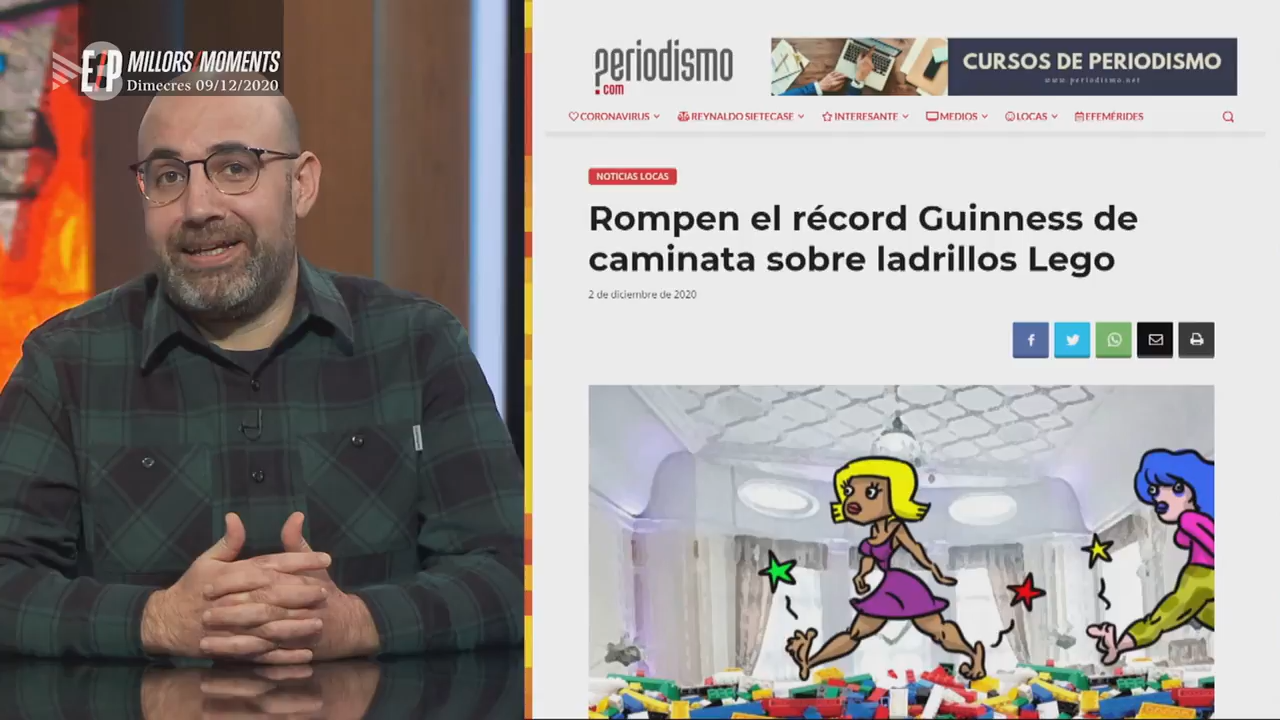 E/P MILLORS/MOMENTS
Dimecres 09/12/2020
periodismo
.com
CURSOS DE PERIODISMO
www.periodismo.net
CORONAVIRUS
REYNALDO SIETECASE
INTERESANTE
MEDIOS
LOCAS
EFEMÉRIDES
NOTICIAS LOCAS
Rompen el récord Guinness de
caminata sobre ladrillos Lego
2 de diciembre de 2020